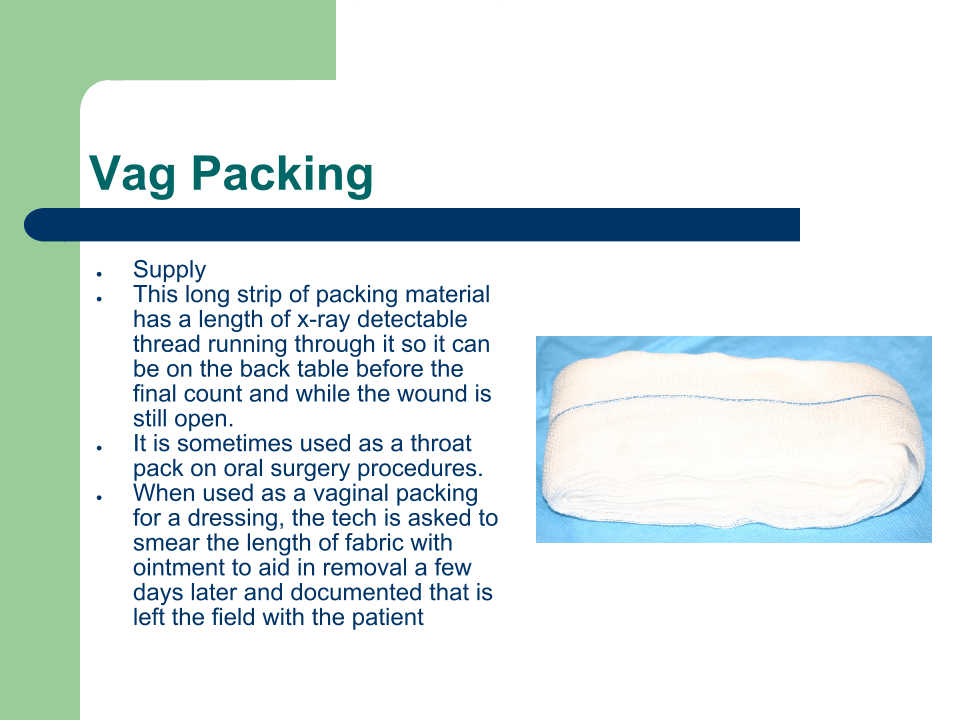 Vag Packing
● Supply
● This long strip of packing material
has a length of x-ray detectable
thread running through it so it can
be on the back table before the
final count and while the wound is
still open.
● It is sometimes used as a throat
pack on oral surgery procedures.
● When used as a vaginal packing
for a dressing, the tech is asked to
smear the length of fabric with
ointment to aid in removal a few
days later and documented that is
left the field with the patient